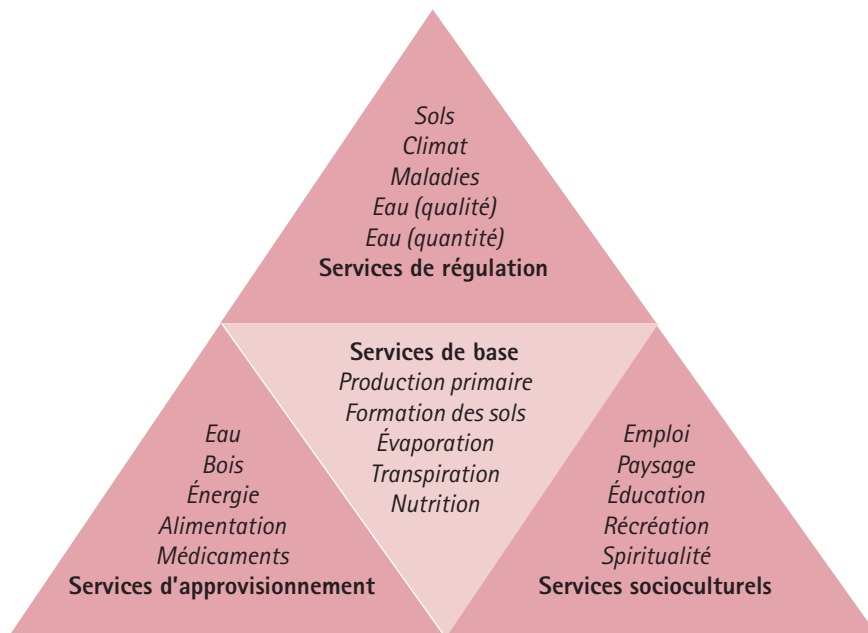 Sols
Climat
Maladies
Eau (qualité)
Eau (quantité)
Services de régulation
Services de base
Production primaire
Formation des sols
Évaporation
Transpiration
Nutrition
Eau
Bois
Énergie
Alimentation
Médicaments
Services d'approvisionnement
Emploi
Paysage
Éducation
Récréation
Spiritualité
Services socioculturels